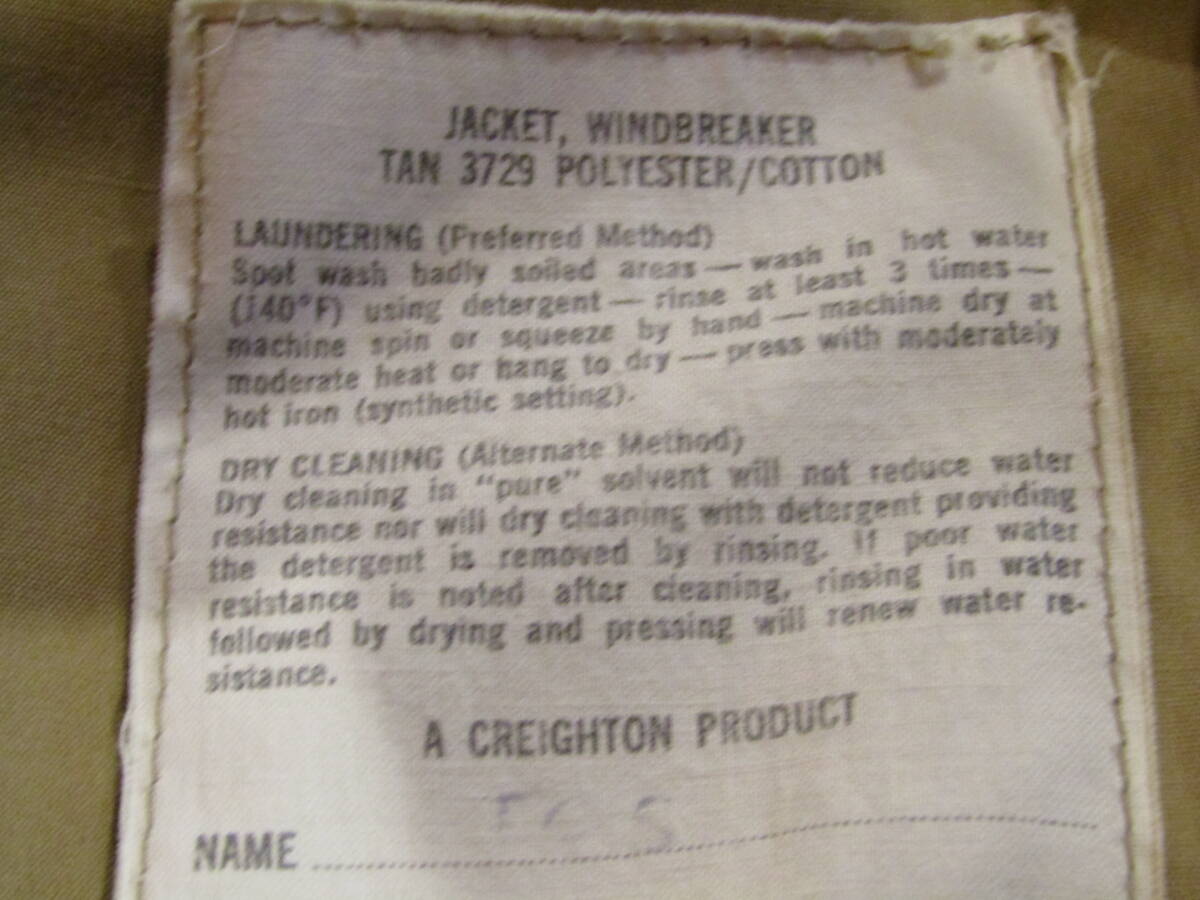 JACKET, WINDBREAKER
TAN 3729 POLYESTER/COTTON
LAUNDERING (Preferred Method)
Spot wash badly soiled areas — wash in hot water
(140°F) using detergent — rinse at least 3 times —
machine spin or squeeze by hand — machine dry at
moderate heat or hang to dry — press with moderately
hot iron (synthetic setting).
DRY CLEANING (Alternate Method)
Dry cleaning in "pure" solvent will not reduce water
resistance nor will dry cleaning with detergent providing
the detergent is removed by rinsing. If poor water
resistance is noted after cleaning, rinsing in water
followed by drying and pressing will renew water re-
sistance.
A CREIGHTON PRODUCT
NAME